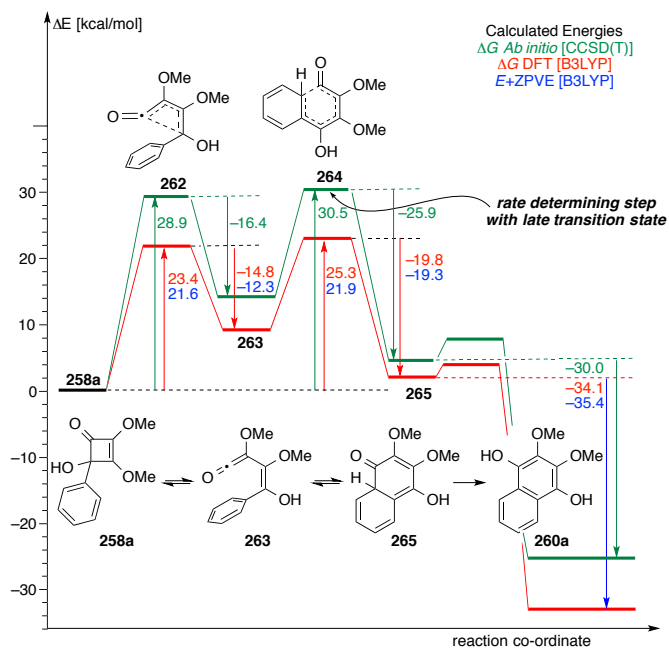 ΔE [kcal/mol]
Calculated Energies
ΔG Ab initio [CCSD(T)]
ΔG DFT [B3LYP]
E+ZPVE [B3LYP]
OMe
OMe
O
OH
H
O
OMe
OMe
OH
262
264
rate determining step
with late transition state
30
20
10
0
−10
−20
−30
28.9
−16.4
30.5
−25.9
23.4
21.6
−14.8
−12.3
25.3
21.9
−19.8
−19.3
263
258a
265
−30.0
−34.1
−35.4
O
OMe
HO
OMe
258a
OMe
O
OMe
OH
263
OMe
O
OMe
H
OH
265
OMe
HO
OMe
OH
260a
reaction co-ordinate